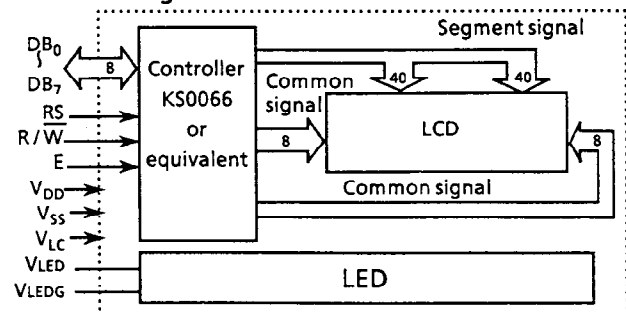 Segment signal
DB0
DB7
8
Controller
KS0066
or
equivalent
Common
signal
40
40
RS
R / W̅
E
8
LCD
8
Common signal
VDD
VSS
VLC
VLED
VLEDG
LED